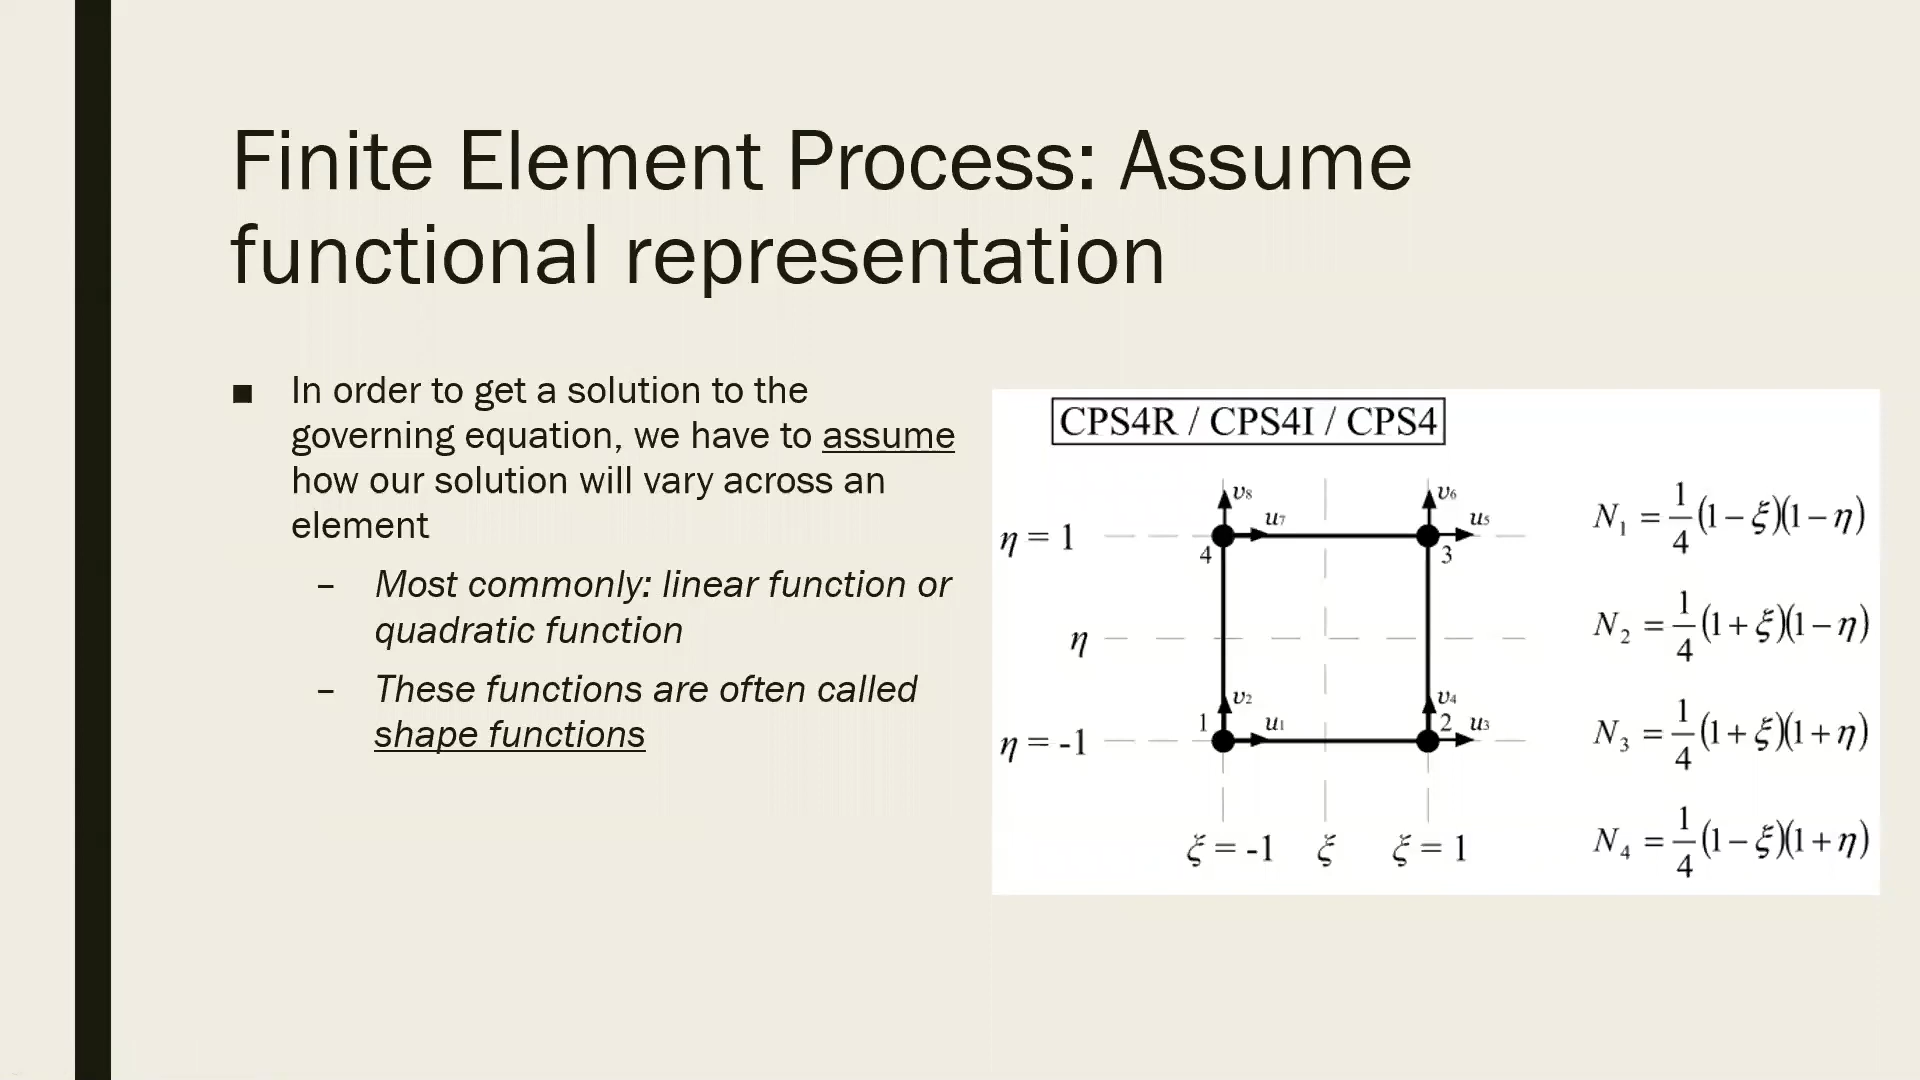 Finite Element Process: Assume
functional representation
■ In order to get a solution to the
governing equation, we have to assume
how our solution will vary across an
element
– Most commonly: linear function or
quadratic function
– These functions are often called
shape functions
CPS4R / CPS4I / CPS4
υ₈ υ₆
u₇ u₅
η = 1
4 3
η
υ₂ υ₄
1 u₁ 2 u₃
η = -1
ξ = -1 ξ ξ = 1
N₁ = 1/4 (1 − ξ)(1 − η)
N₂ = 1/4 (1 + ξ)(1 − η)
N₃ = 1/4 (1 + ξ)(1 + η)
N₄ = 1/4 (1 − ξ)(1 + η)